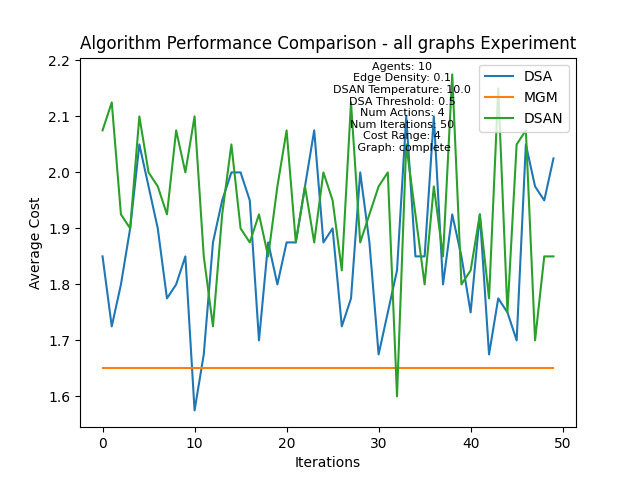 Algorithm Performance Comparison - all graphs Experiment
Agents: 10
Edge Density: 0.1
DSAN Temperature: 10.0
DSA Threshold: 0.5
Num Actions: 4
Num Iterations: 50
Cost Range: 4
Graph: complete
DSA
MGM
DSAN
2.2
2.1
2.0
1.9
1.8
1.7
1.6
Average Cost
0
10
20
30
40
50
Iterations